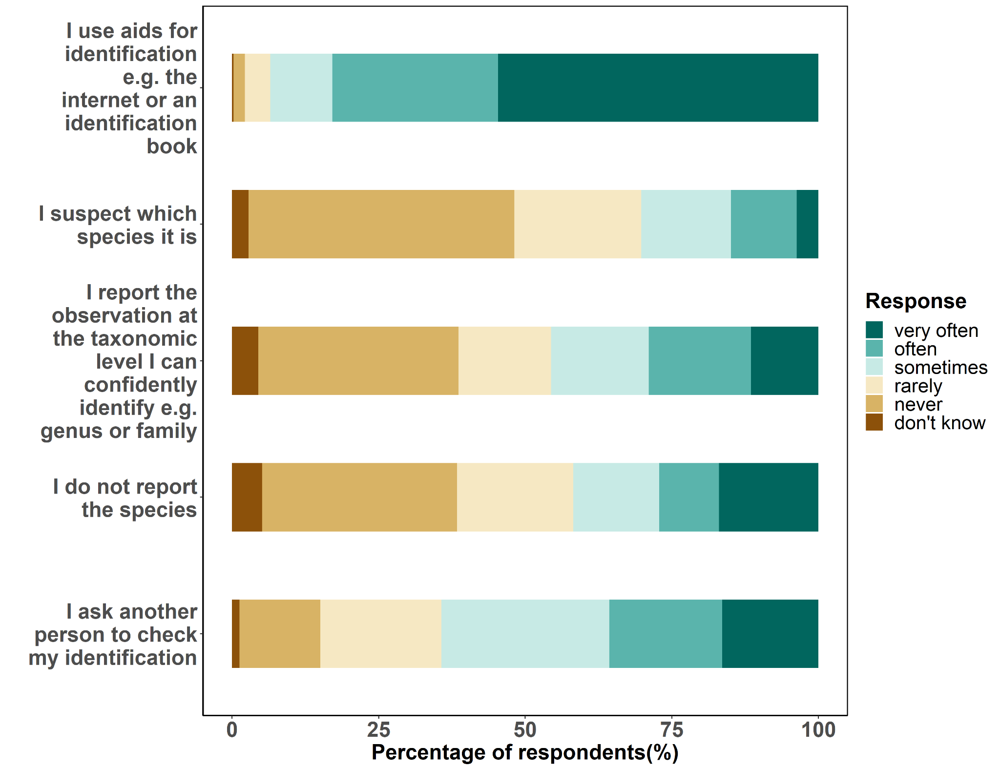 I use aids for
identification
e.g. the
internet or an
identification
book
I suspect which
species it is
I report the
observation at
the taxonomic
level I can
confidently
identify e.g.
genus or family
I do not report
the species
I ask another
person to check
my identification
0 25 50 75 100
Percentage of respondents(%)
Response
very often
often
sometimes
rarely
never
don't know